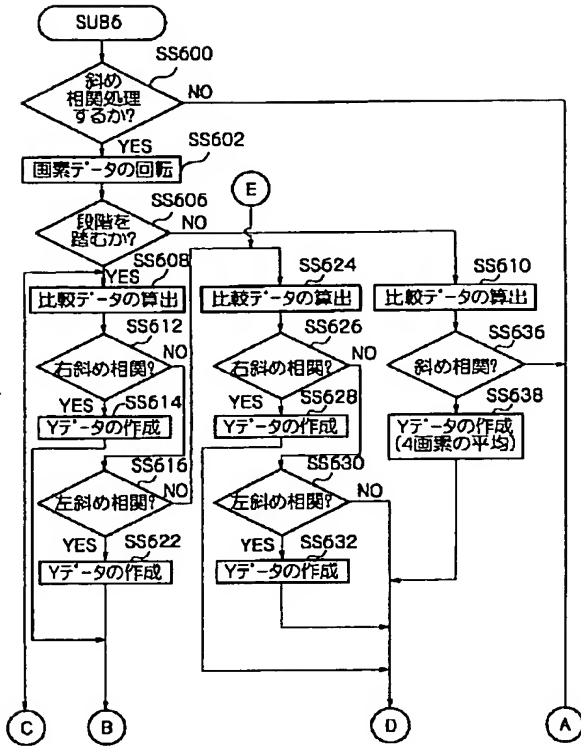 SUB6
SS600
斜め
相関処理
するか?
NO
YES
SS602
画素データの回転
E
SS606
段階を
踏むか?
NO
YES
SS608
比較データの算出
SS624
比較データの算出
SS610
比較データの算出
SS612
右斜め相関?
NO
SS626
右斜め相関?
NO
SS636
斜め相関?
YES
SS614
Yデータの作成
YES
SS628
Yデータの作成
YES
SS638
Yデータの作成
(4画素の平均)
SS616
左斜め相関?
NO
SS630
左斜め相関?
NO
YES
SS622
Yデータの作成
YES
SS632
Yデータの作成
C
B
D
A